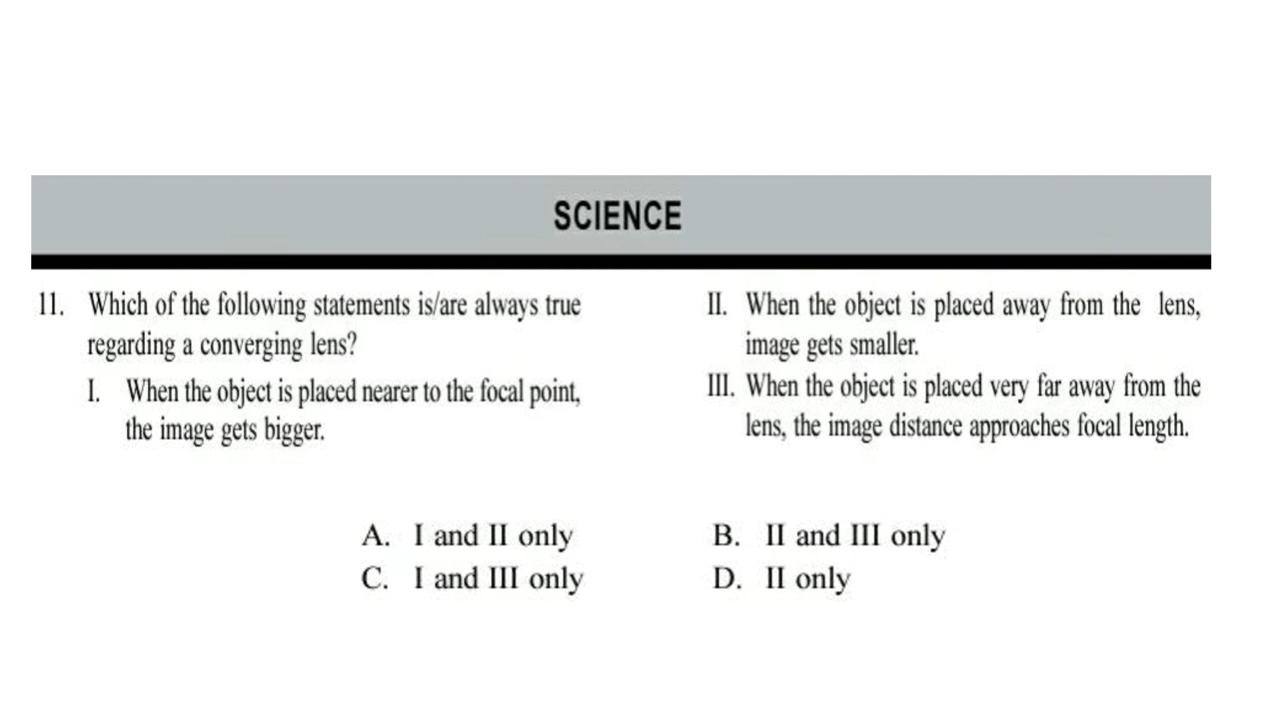 SCIENCE
11. Which of the following statements is/are always true
regarding a converging lens?
I. When the object is placed nearer to the focal point,
the image gets bigger.
II. When the object is placed away from the lens,
image gets smaller.
III. When the object is placed very far away from the
lens, the image distance approaches focal length.
A. I and II only
B. II and III only
C. I and III only
D. II only